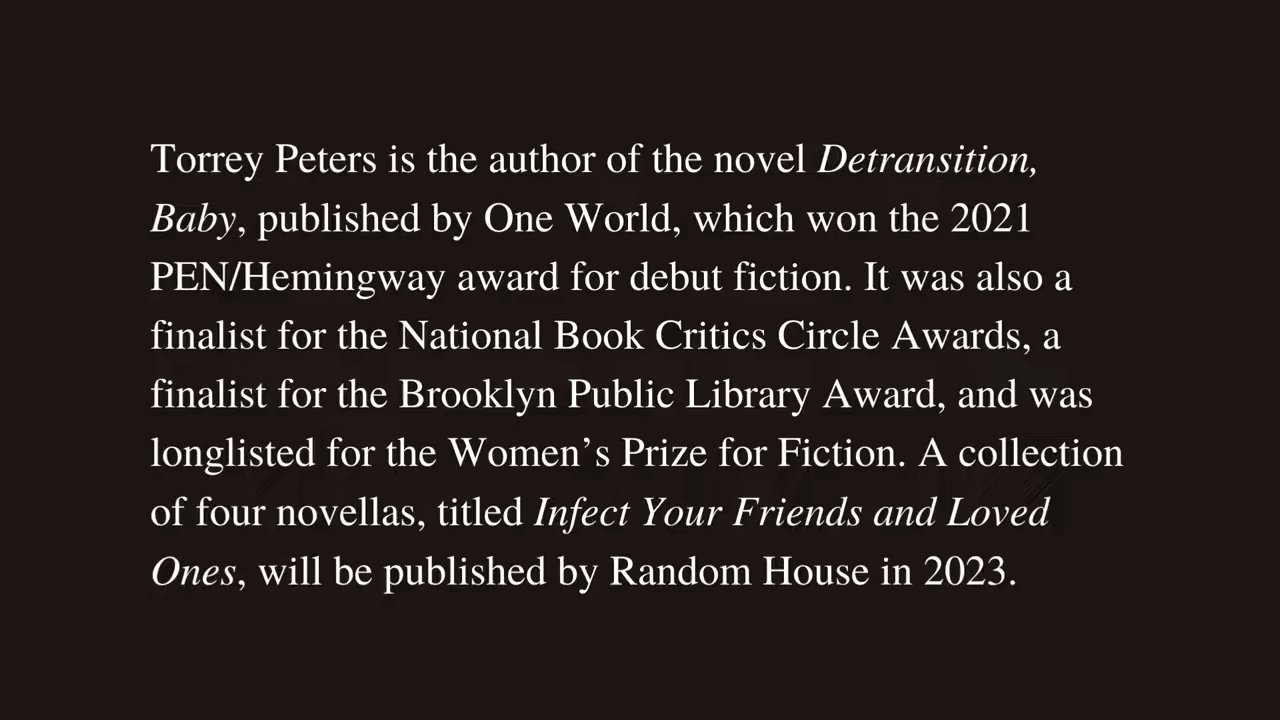 Torrey Peters is the author of the novel Detransition,
Baby, published by One World, which won the 2021
PEN/Hemingway award for debut fiction. It was also a
finalist for the National Book Critics Circle Awards, a
finalist for the Brooklyn Public Library Award, and was
longlisted for the Women’s Prize for Fiction. A collection
of four novellas, titled Infect Your Friends and Loved
Ones, will be published by Random House in 2023.